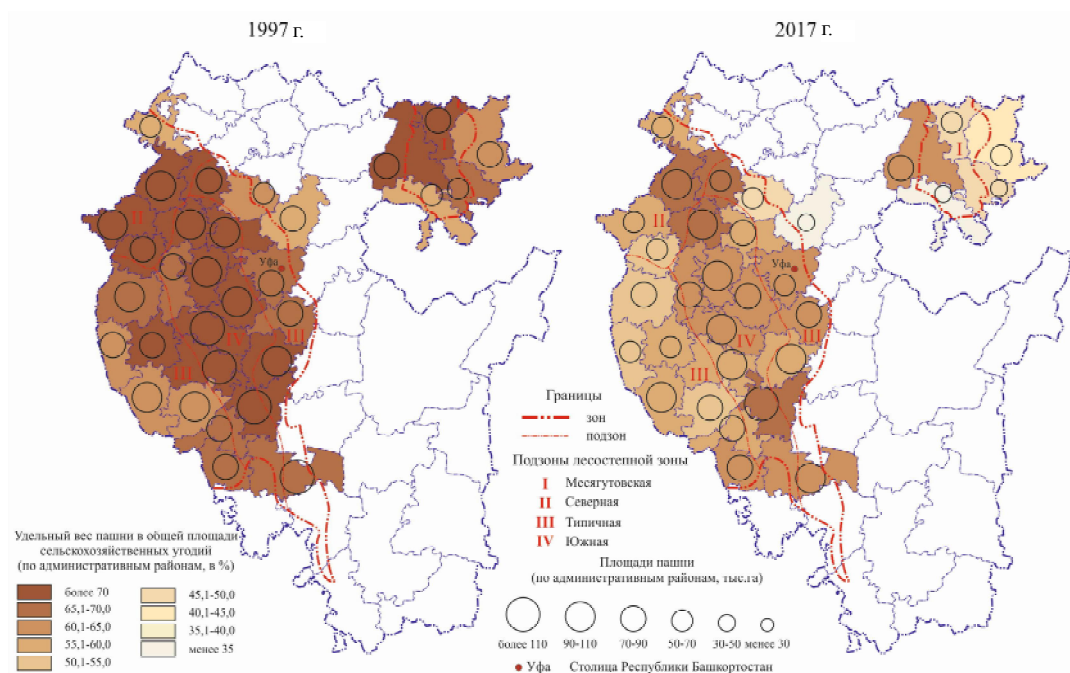 1997 г.
2017 г.
I
II
Уфа
IV
III
III
I
II
Уфа
IV
III
III
Границы
зон
подзон
Подзоны лесостепной зоны
I Месягутовская
II Северная
III Типичная
IV Южная
Удельный вес пашни в общей площади
сельскохозяйственных угодий
(по административным районам, в %)
более 70
65,1-70,0
60,1-65,0
55,1-60,0
50,1-55,0
45,1-50,0
40,1-45,0
35,1-40,0
менее 35
Площади пашни
(по административным районам, тыс.га)
более 110 90-110 70-90 50-70 30-50 менее 30
Уфа Столица Республики Башкортостан